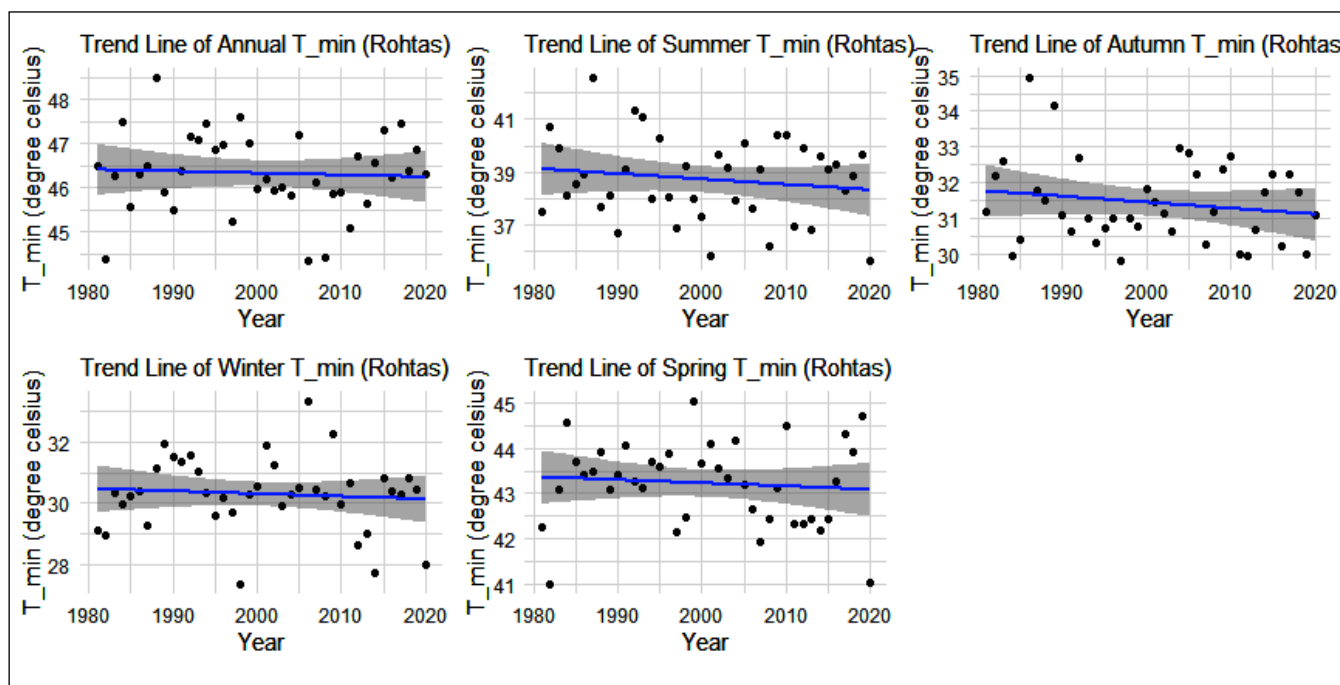 Trend Line of Annual T_min (Rohtas)
T_min (degree celsius)
48
47
46
45
1980 1990 2000 2010 2020
Year
Trend Line of Summer T_min (Rohtas)
T_min (degree celsius)
41
39
37
1980 1990 2000 2010 2020
Year
Trend Line of Autumn T_min (Rohtas
T_min (degree celsius)
35
34
33
32
31
30
1980 1990 2000 2010 2020
Year
Trend Line of Winter T_min (Rohtas)
T_min (degree celsius)
32
30
28
1980 1990 2000 2010 2020
Year
Trend Line of Spring T_min (Rohtas)
T_min (degree celsius)
45
44
43
42
41
1980 1990 2000 2010 2020
Year